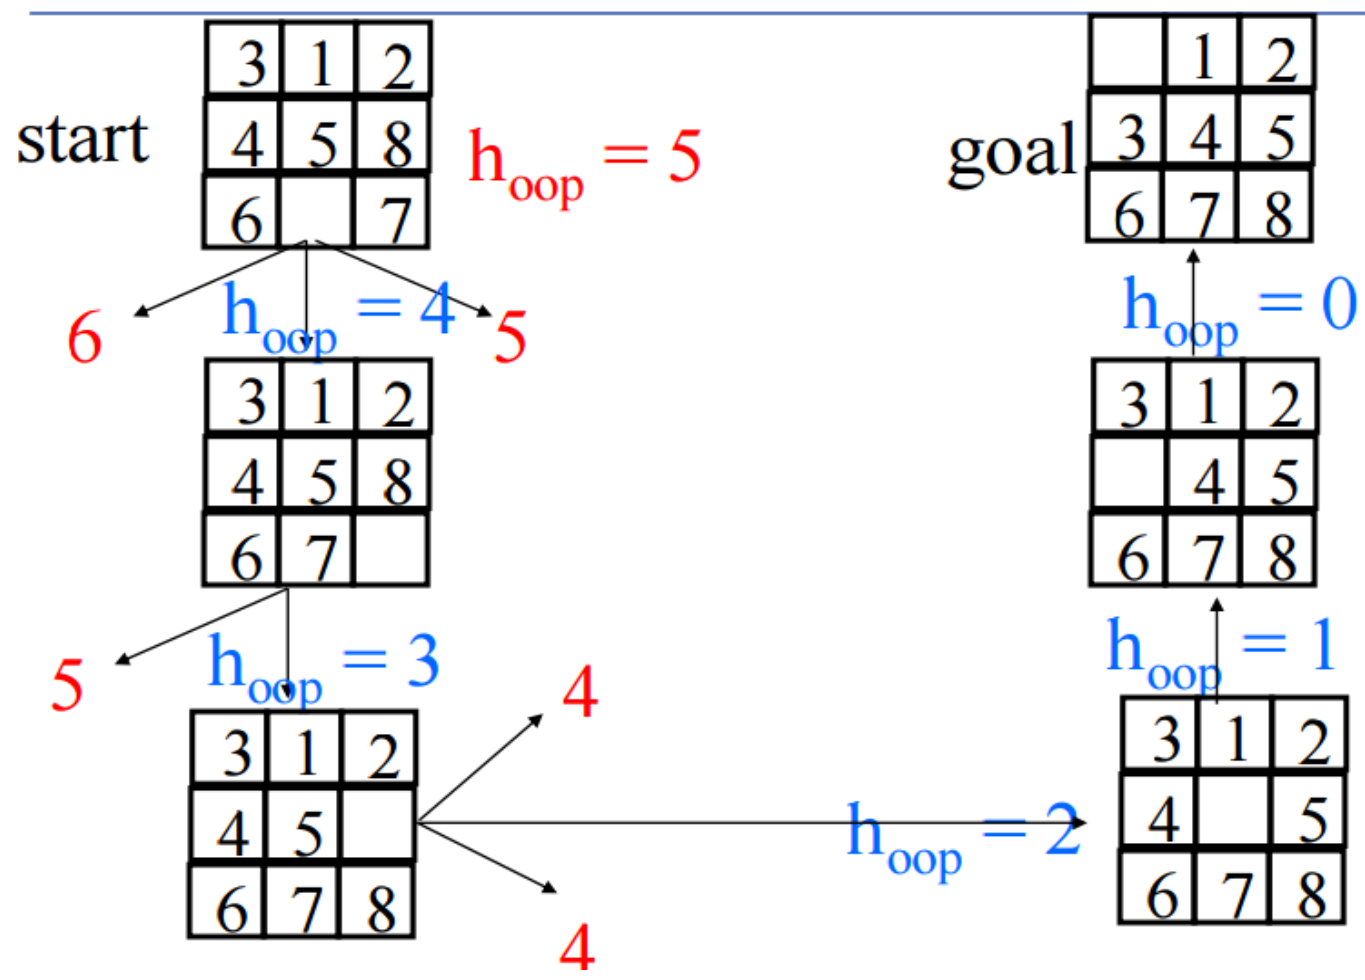 3 1 2
start 4 5 8
6 7
h_oop = 5
1 2
goal 3 4 5
6 7 8
6 h_oop = 4 5
h_oop = 0
3 1 2
4 5 8
6 7
3 1 2
4 5
6 7 8
5 h_oop = 3 4
h_oop = 1
3 1 2
4 5
6 7 8
h_oop = 2
3 1 2
4 5
6 7 8
4